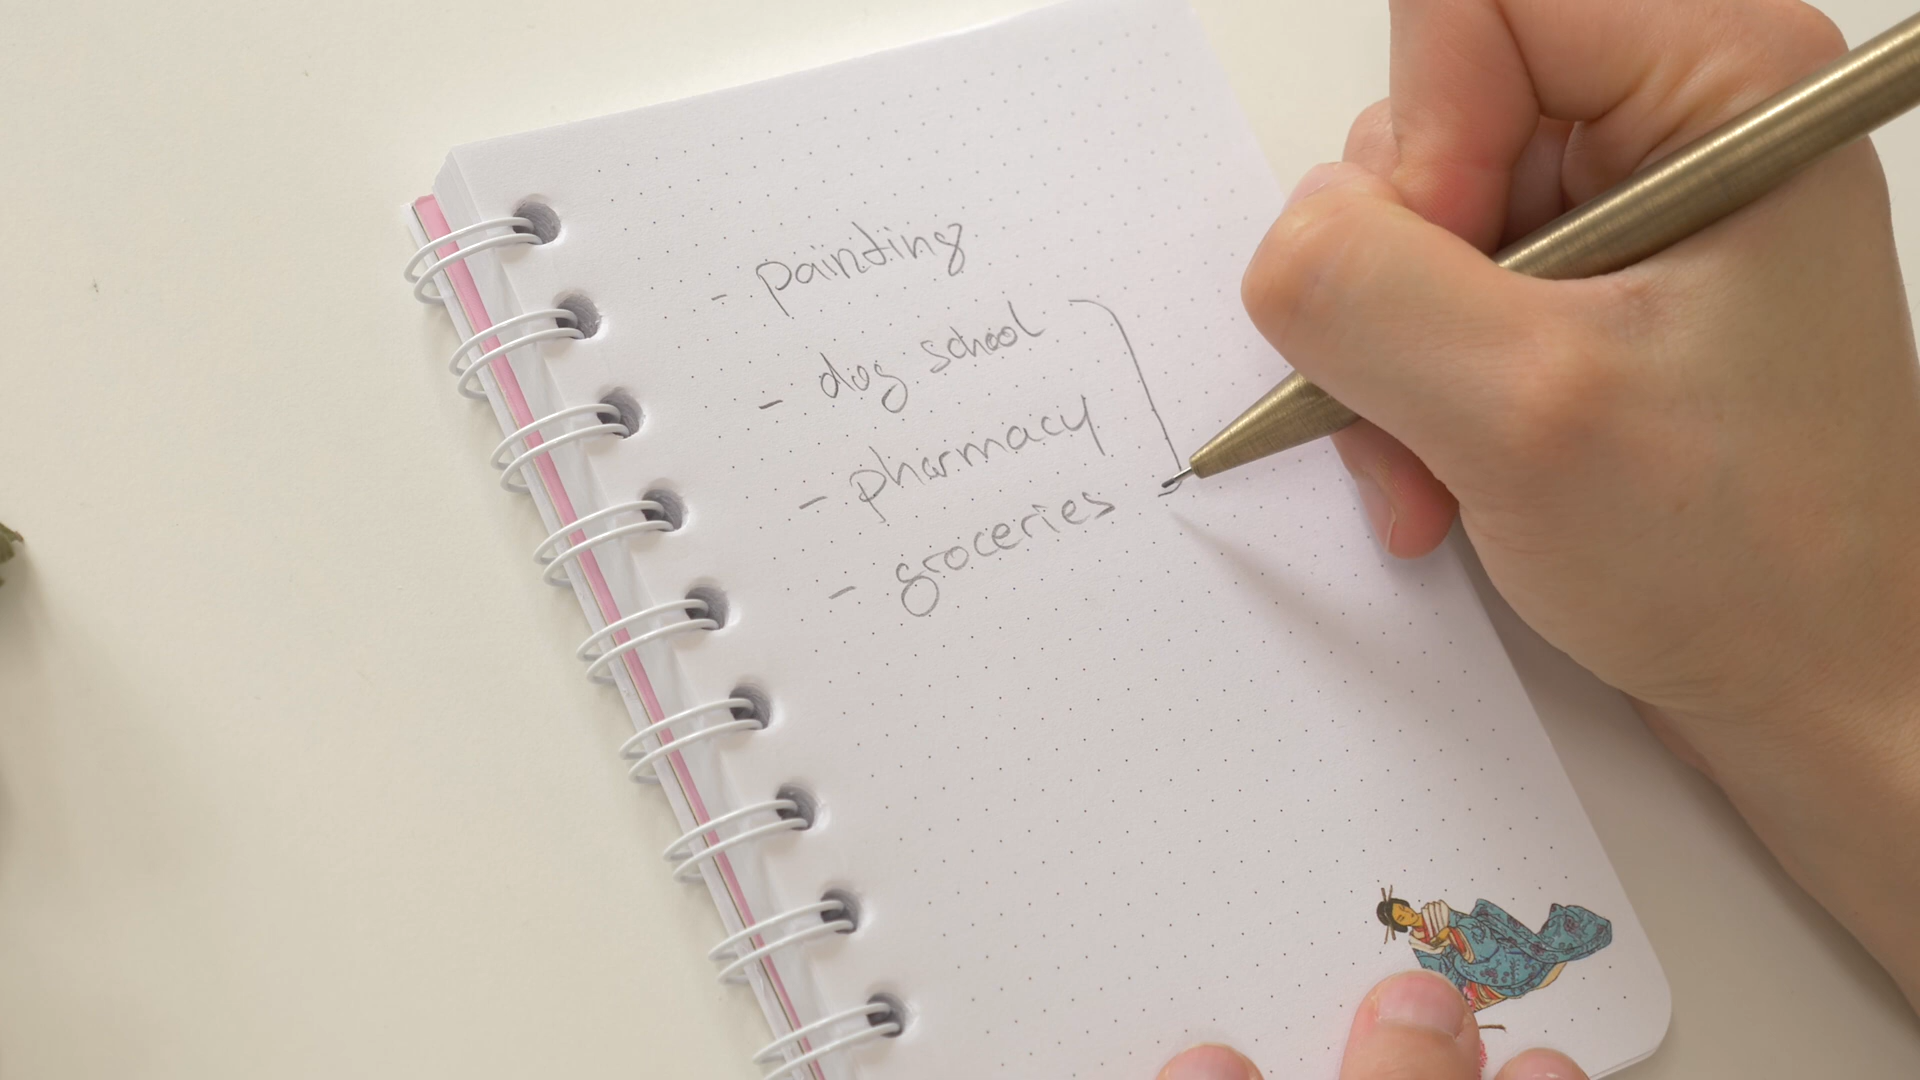 - painting
- dog school
- pharmacy
- groceries